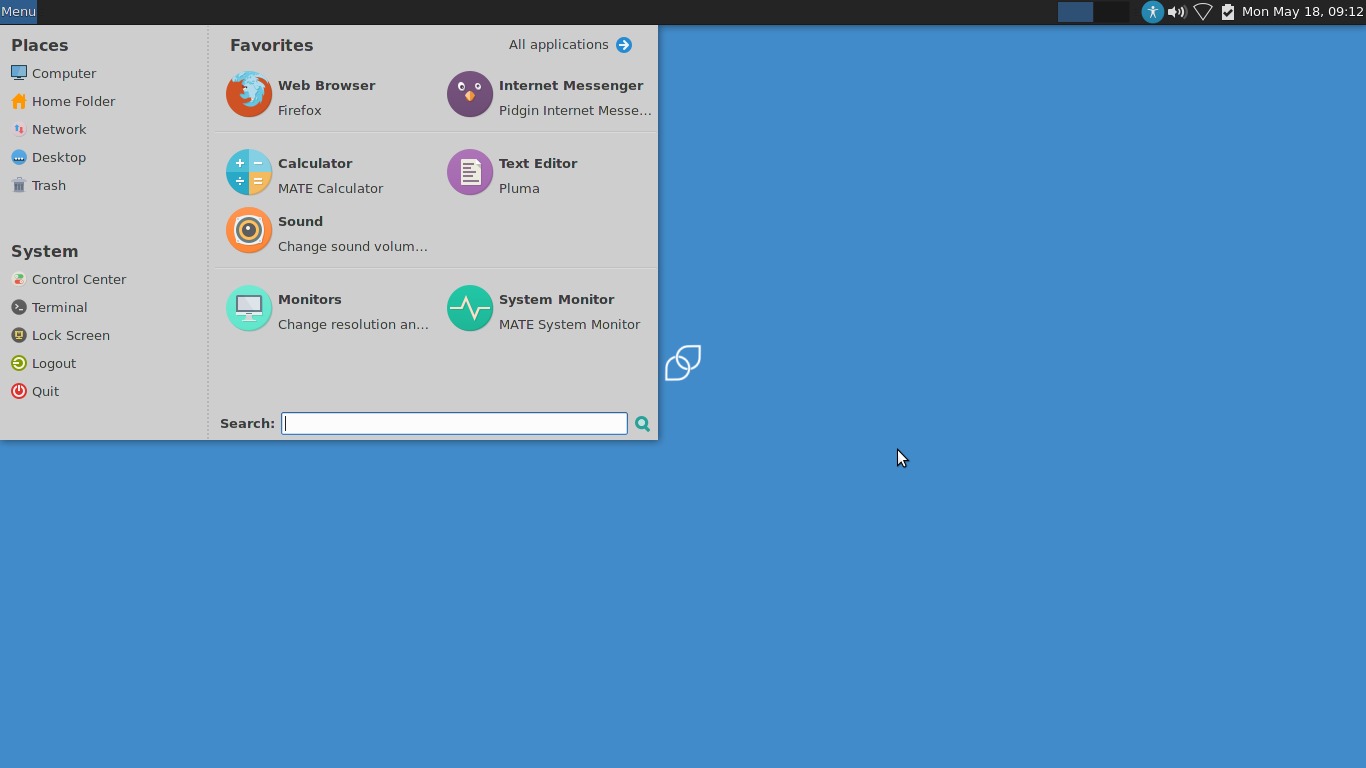 Menu
Mon May 18, 09:12
Places
Computer
Home Folder
Network
Desktop
Trash
System
Control Center
Terminal
Lock Screen
Logout
Quit
Favorites
All applications
Web Browser
Firefox
Internet Messenger
Pidgin Internet Messe...
Calculator
MATE Calculator
Text Editor
Pluma
Sound
Change sound volum...
Monitors
Change resolution an...
System Monitor
MATE System Monitor
Search: